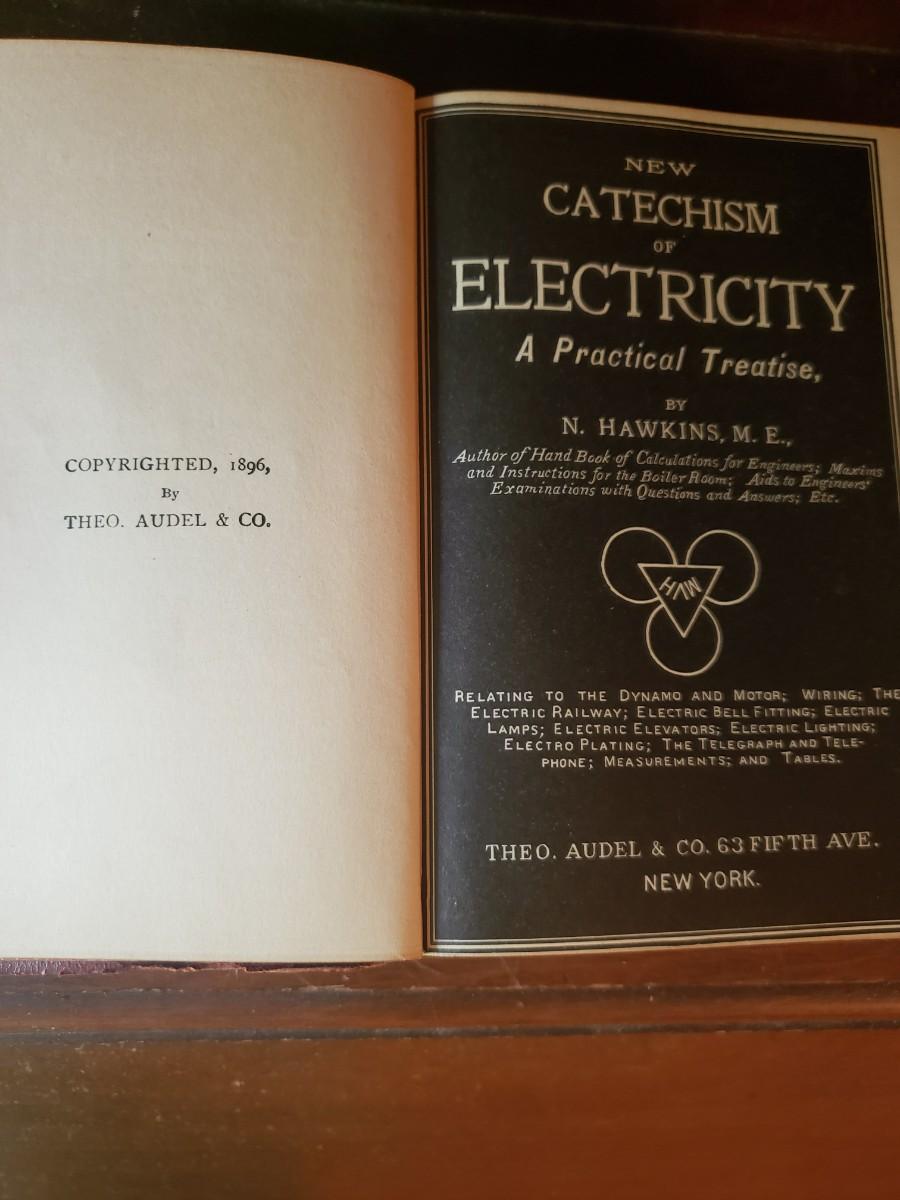 COPYRIGHTED, 1896,
By
THEO. AUDEL & CO.
NEW
CATECHISM
OF
ELECTRICITY
A Practical Treatise,
BY
N. HAWKINS, M. E.,
Author of Hand Book of Calculations for Engineers; Maxims
and Instructions for the Boiler Room; Aids to Engineers'
Examinations with Questions and Answers; Etc.
HAW
RELATING TO THE DYNAMO AND MOTOR; WIRING; THE
ELECTRIC RAILWAY; ELECTRIC BELL FITTING; ELECTRIC
LAMPS; ELECTRIC ELEVATORS; ELECTRIC LIGHTING;
ELECTRO PLATING; THE TELEGRAPH AND TELE-
PHONE; MEASUREMENTS; AND TABLES.
THEO. AUDEL & CO. 63 FIFTH AVE.
NEW YORK.